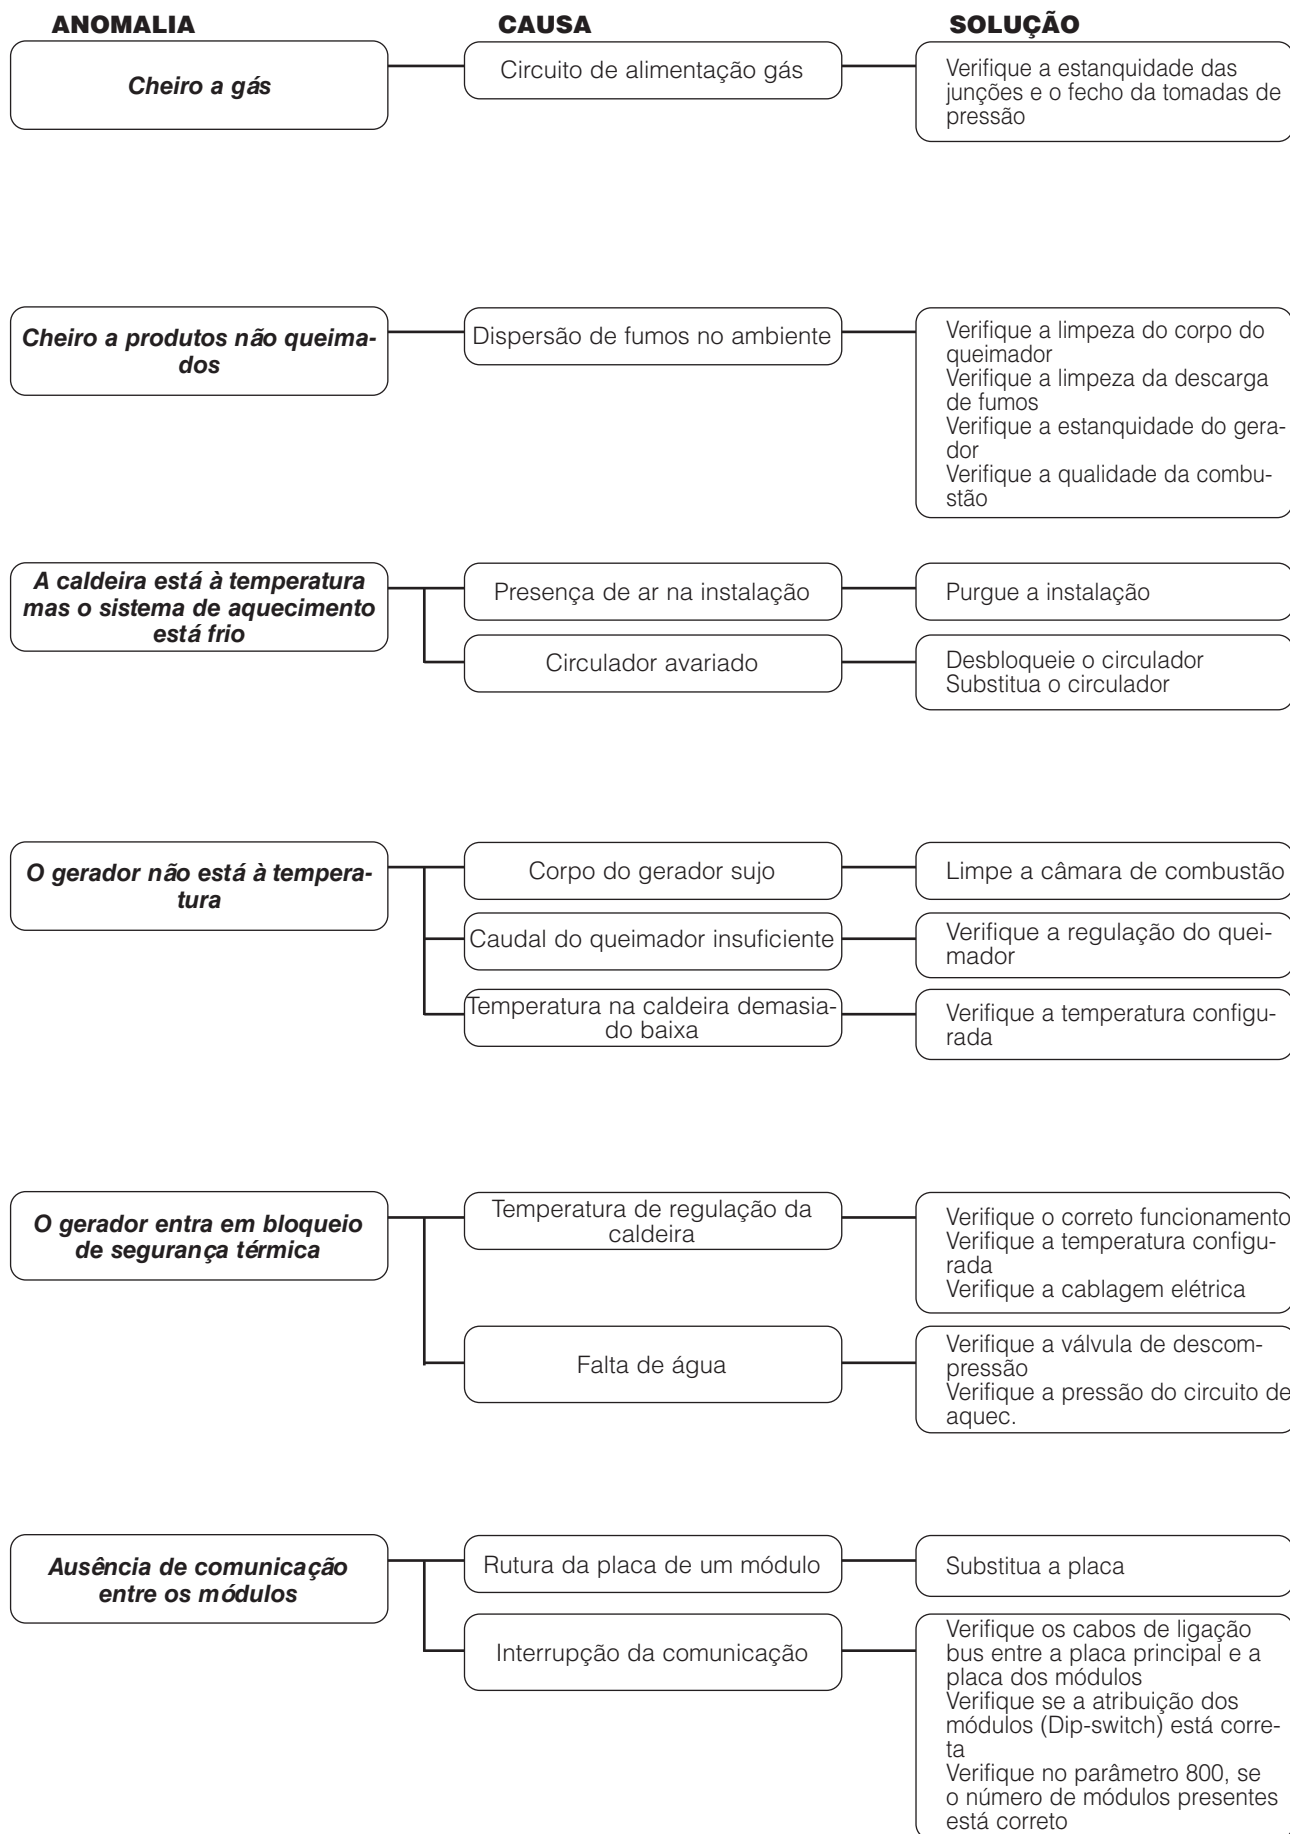 ANOMALIA CAUSA SOLUÇÃO
Cheiro a gás
Circuito de alimentação gás
Verifique a estanquidade das
junções e o fecho da tomadas de
pressão
Cheiro a produtos não queima-
dos
Dispersão de fumos no ambiente
Verifique a limpeza do corpo do
queimador
Verifique a limpeza da descarga
de fumos
Verifique a estanquidade do gera-
dor
Verifique a qualidade da combu-
stão
A caldeira está à temperatura
mas o sistema de aquecimento
está frio
Presença de ar na instalação
Purgue a instalação
Circulador avariado
Desbloqueie o circulador
Substitua o circulador
O gerador não está à tempera-
tura
Corpo do gerador sujo
Limpe a câmara de combustão
Caudal do queimador insuficiente
Verifique a regulação do quei-
mador
Temperatura na caldeira demasia-
do baixa
Verifique a temperatura configu-
rada
O gerador entra em bloqueio
de segurança térmica
Temperatura de regulação da
caldeira
Verifique o correto funcionamento
Verifique a temperatura configu-
rada
Verifique a cablagem elétrica
Falta de água
Verifique a válvula de descom-
pressão
Verifique a pressão do circuito de
aquec.
Ausência de comunicação
entre os módulos
Rutura da placa de um módulo
Substitua a placa
Interrupção da comunicação
Verifique os cabos de ligação
bus entre a placa principal e a
placa dos módulos
Verifique se a atribuição dos
módulos (Dip-switch) está corre-
ta
Verifique no parâmetro 800, se
o número de módulos presentes
está correto